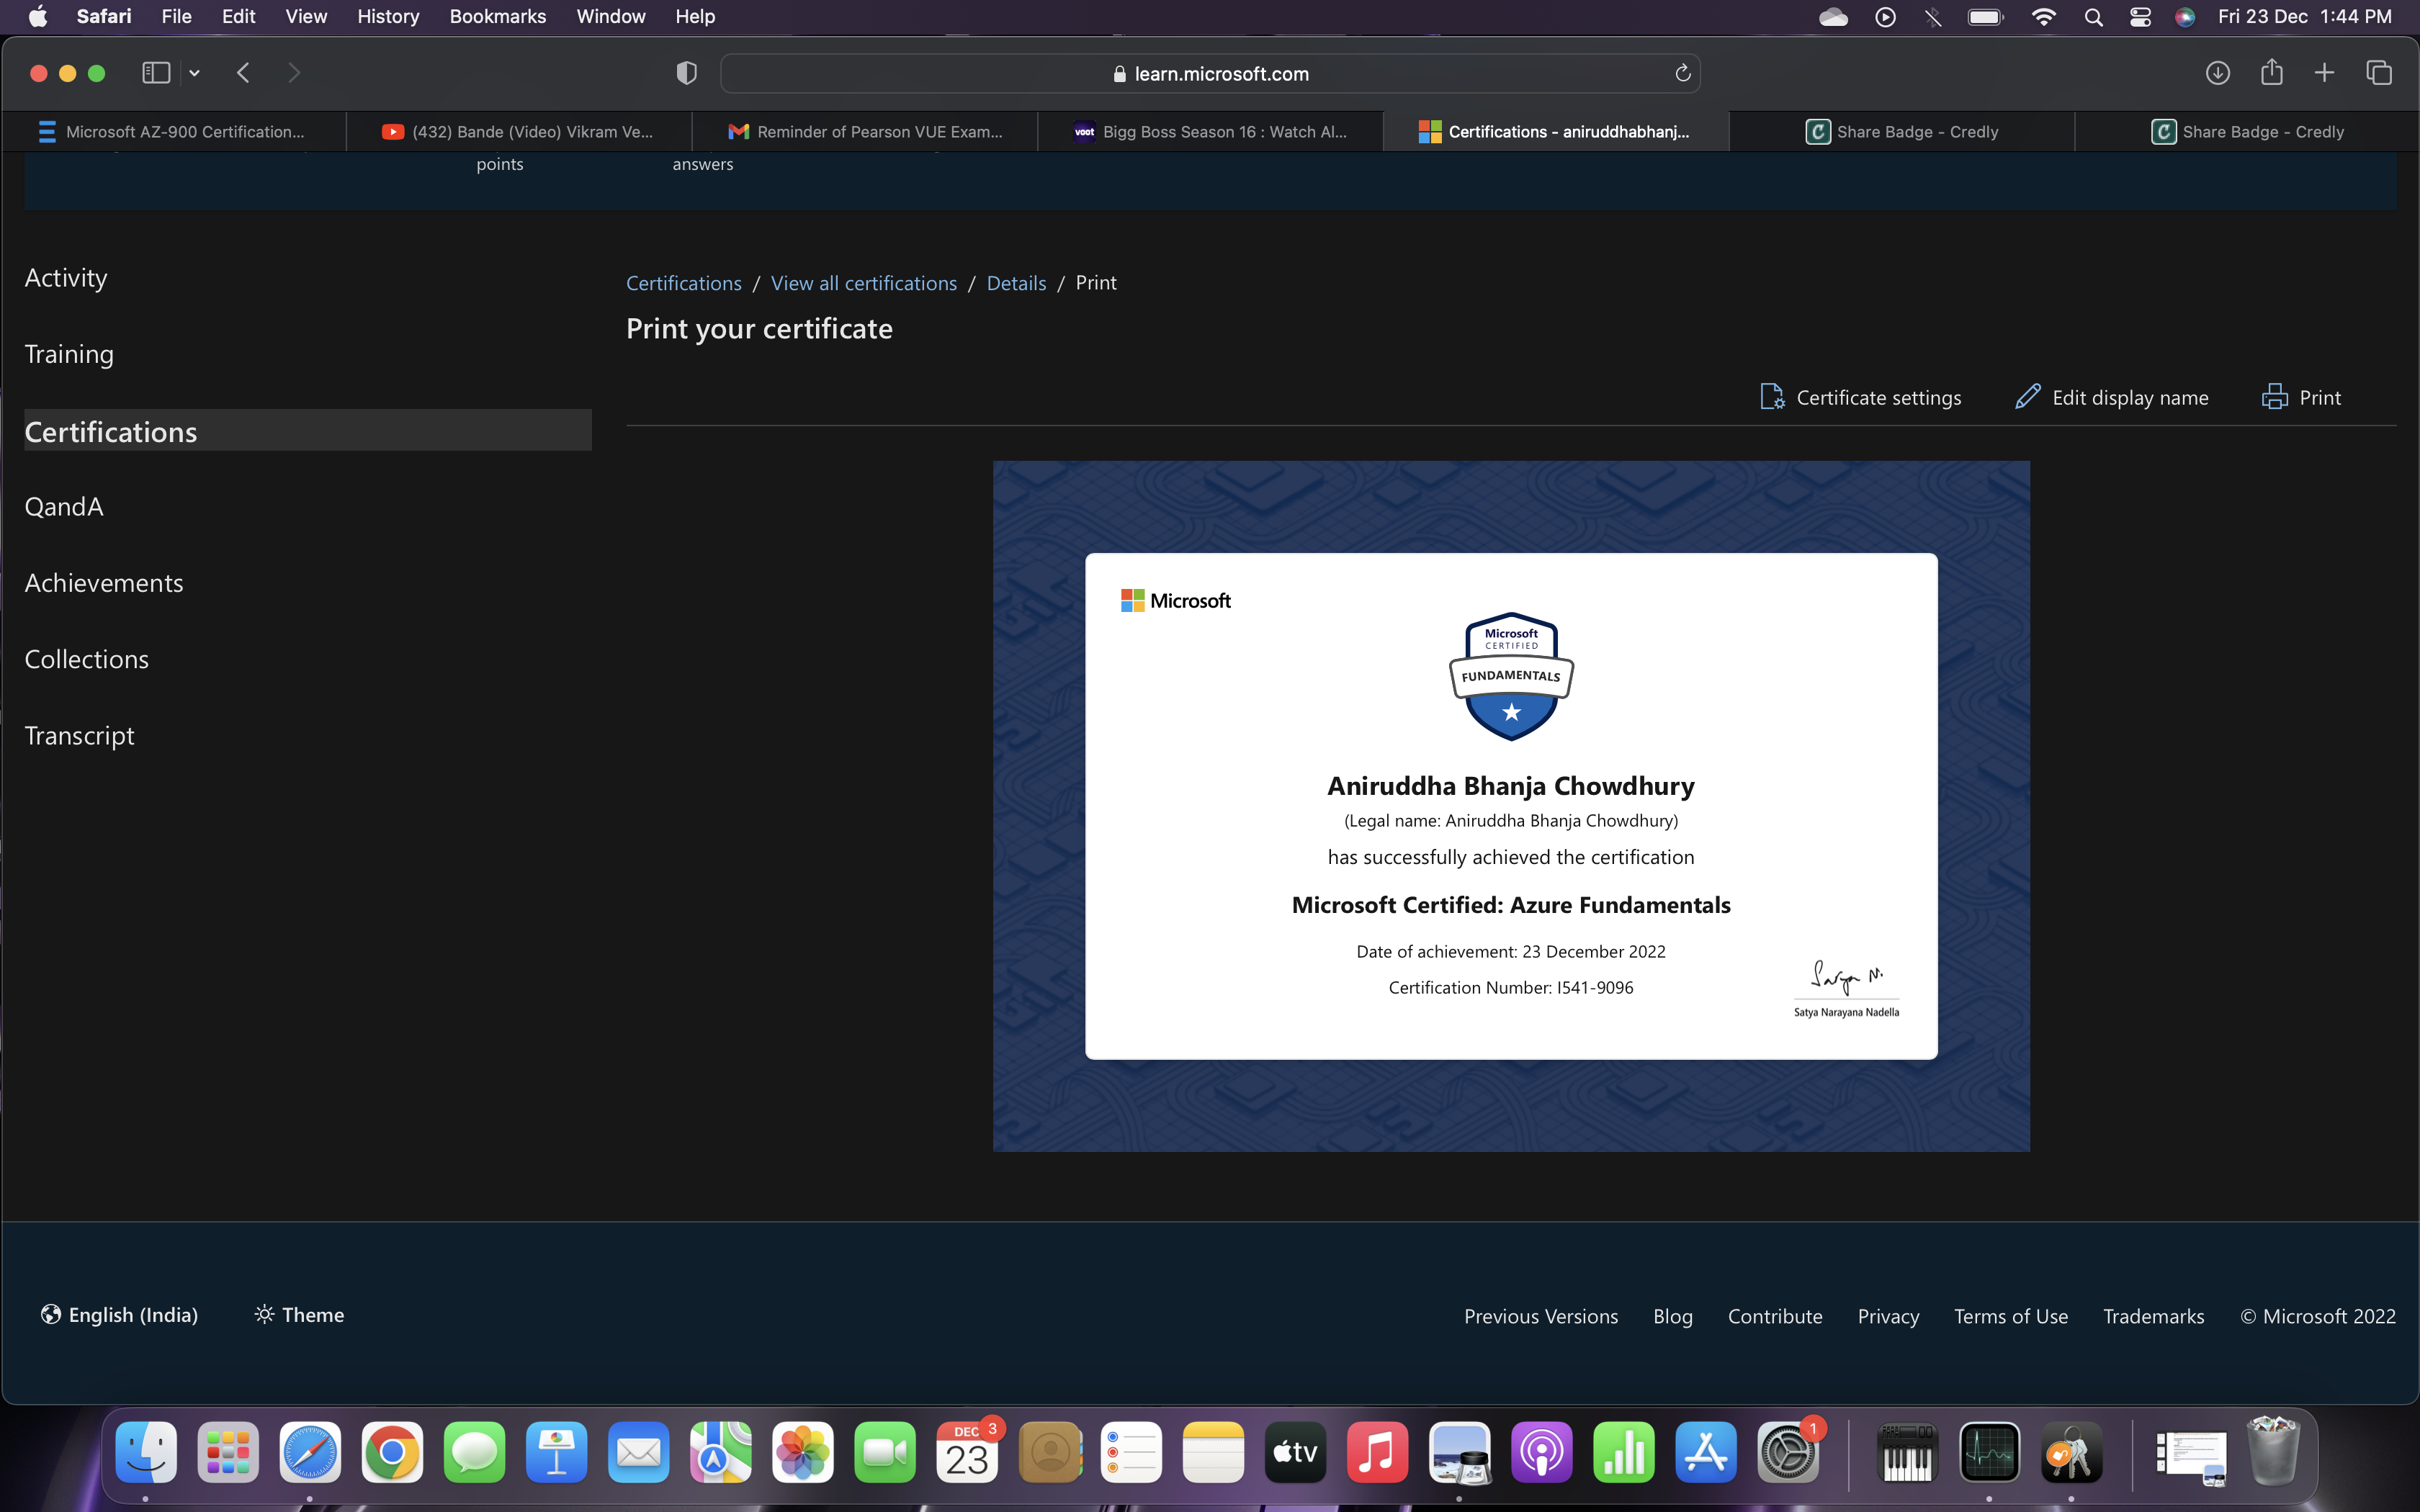 Safari File Edit View History Bookmarks Window Help Fri 23 Dec 1:44 PM
learn.microsoft.com
Microsoft AZ-900 Certification...
(432) Bande (Video) Vikram Ve...
Reminder of Pearson VUE Exam...
voot Bigg Boss Season 16 : Watch Al...
Certifications - aniruddhabhanj...
Share Badge - Credly
Share Badge - Credly
points answers
Activity
Training
Certifications
QandA
Achievements
Collections
Transcript
Certifications / View all certifications / Details / Print
Print your certificate
Certificate settings Edit display name Print
Microsoft
Microsoft
CERTIFIED
FUNDAMENTALS
Aniruddha Bhanja Chowdhury
(Legal name: Aniruddha Bhanja Chowdhury)
has successfully achieved the certification
Microsoft Certified: Azure Fundamentals
Date of achievement: 23 December 2022
Certification Number: I541-9096
Satya N.
Satya Narayana Nadella
English (India) Theme
Previous Versions Blog Contribute Privacy Terms of Use Trademarks © Microsoft 2022
DEC 3
23
tv
1